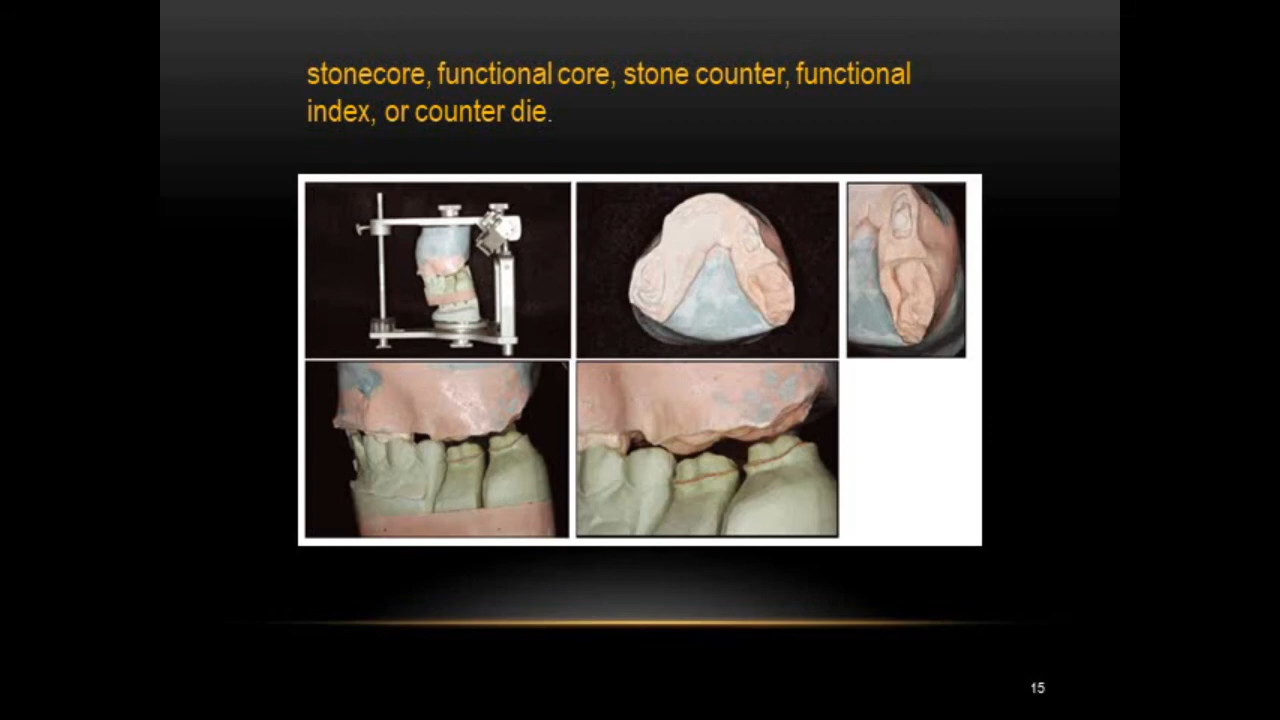 stonecore, functional core, stone counter, functional
index, or counter die.
15